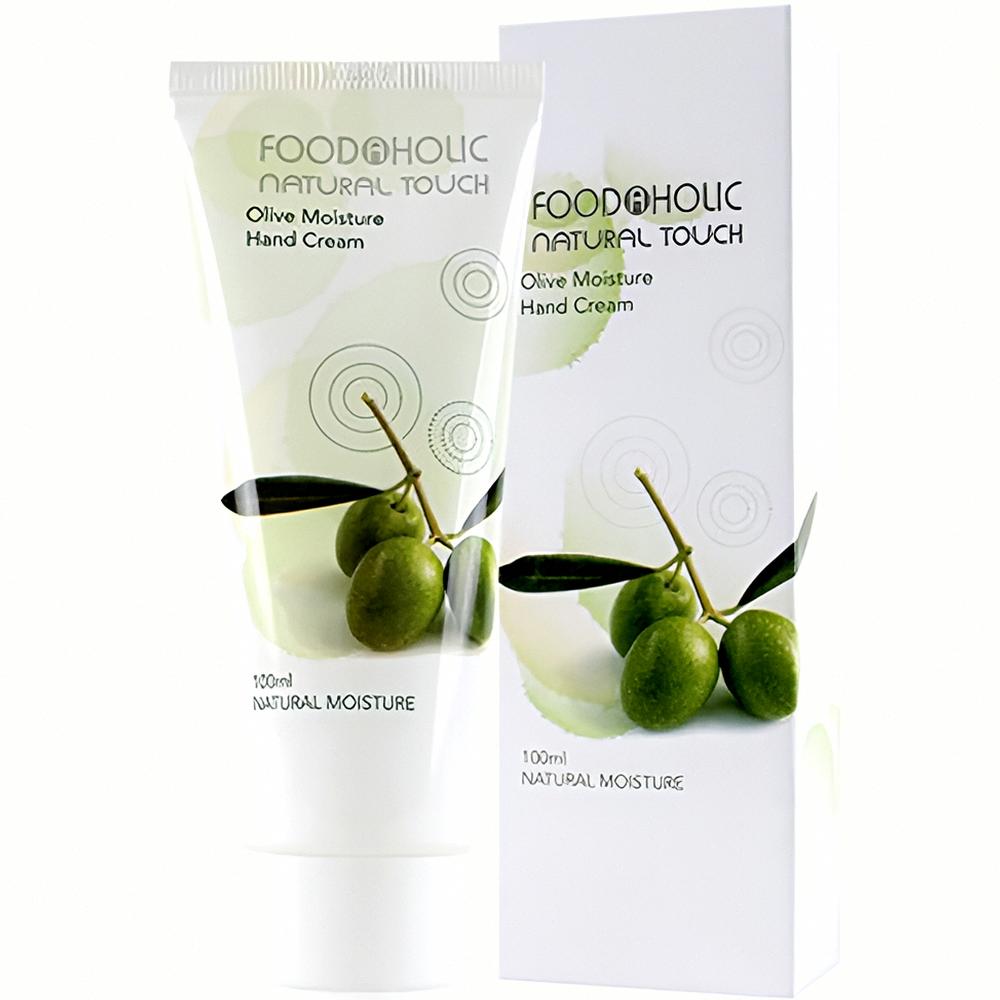 FOODAHOLIC
NATURAL TOUCH
Olive Moisture
Hand Cream
100ml
NATURAL MOISTURE
FOODAHOLIC
NATURAL TOUCH
Olive Moisture
Hand Cream
100ml
NATURAL MOISTURE